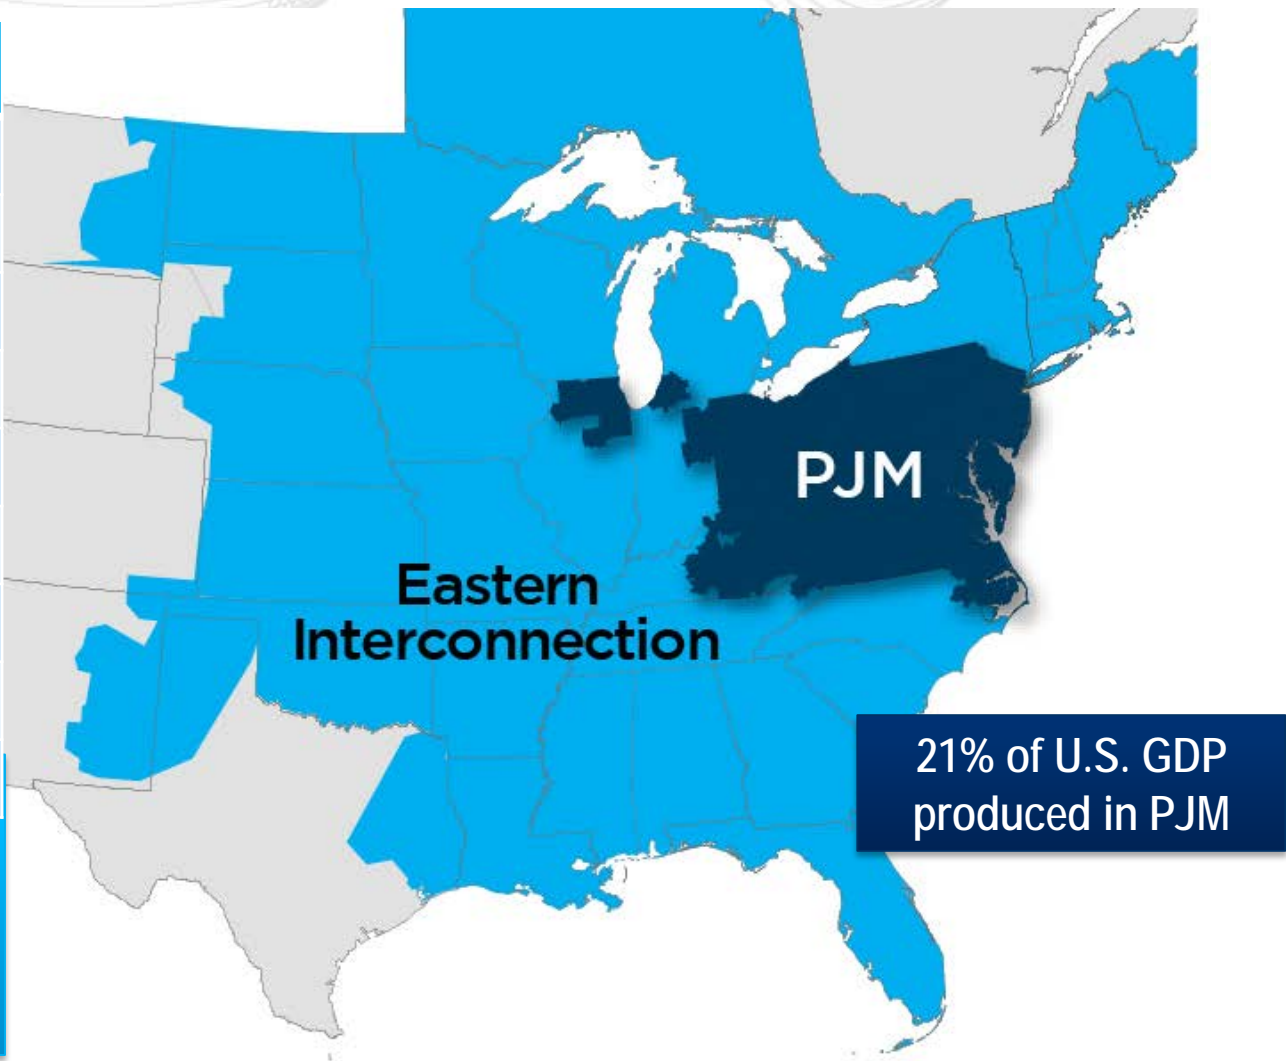 PJM
Eastern
Interconnection
21% of U.S. GDP
produced in PJM